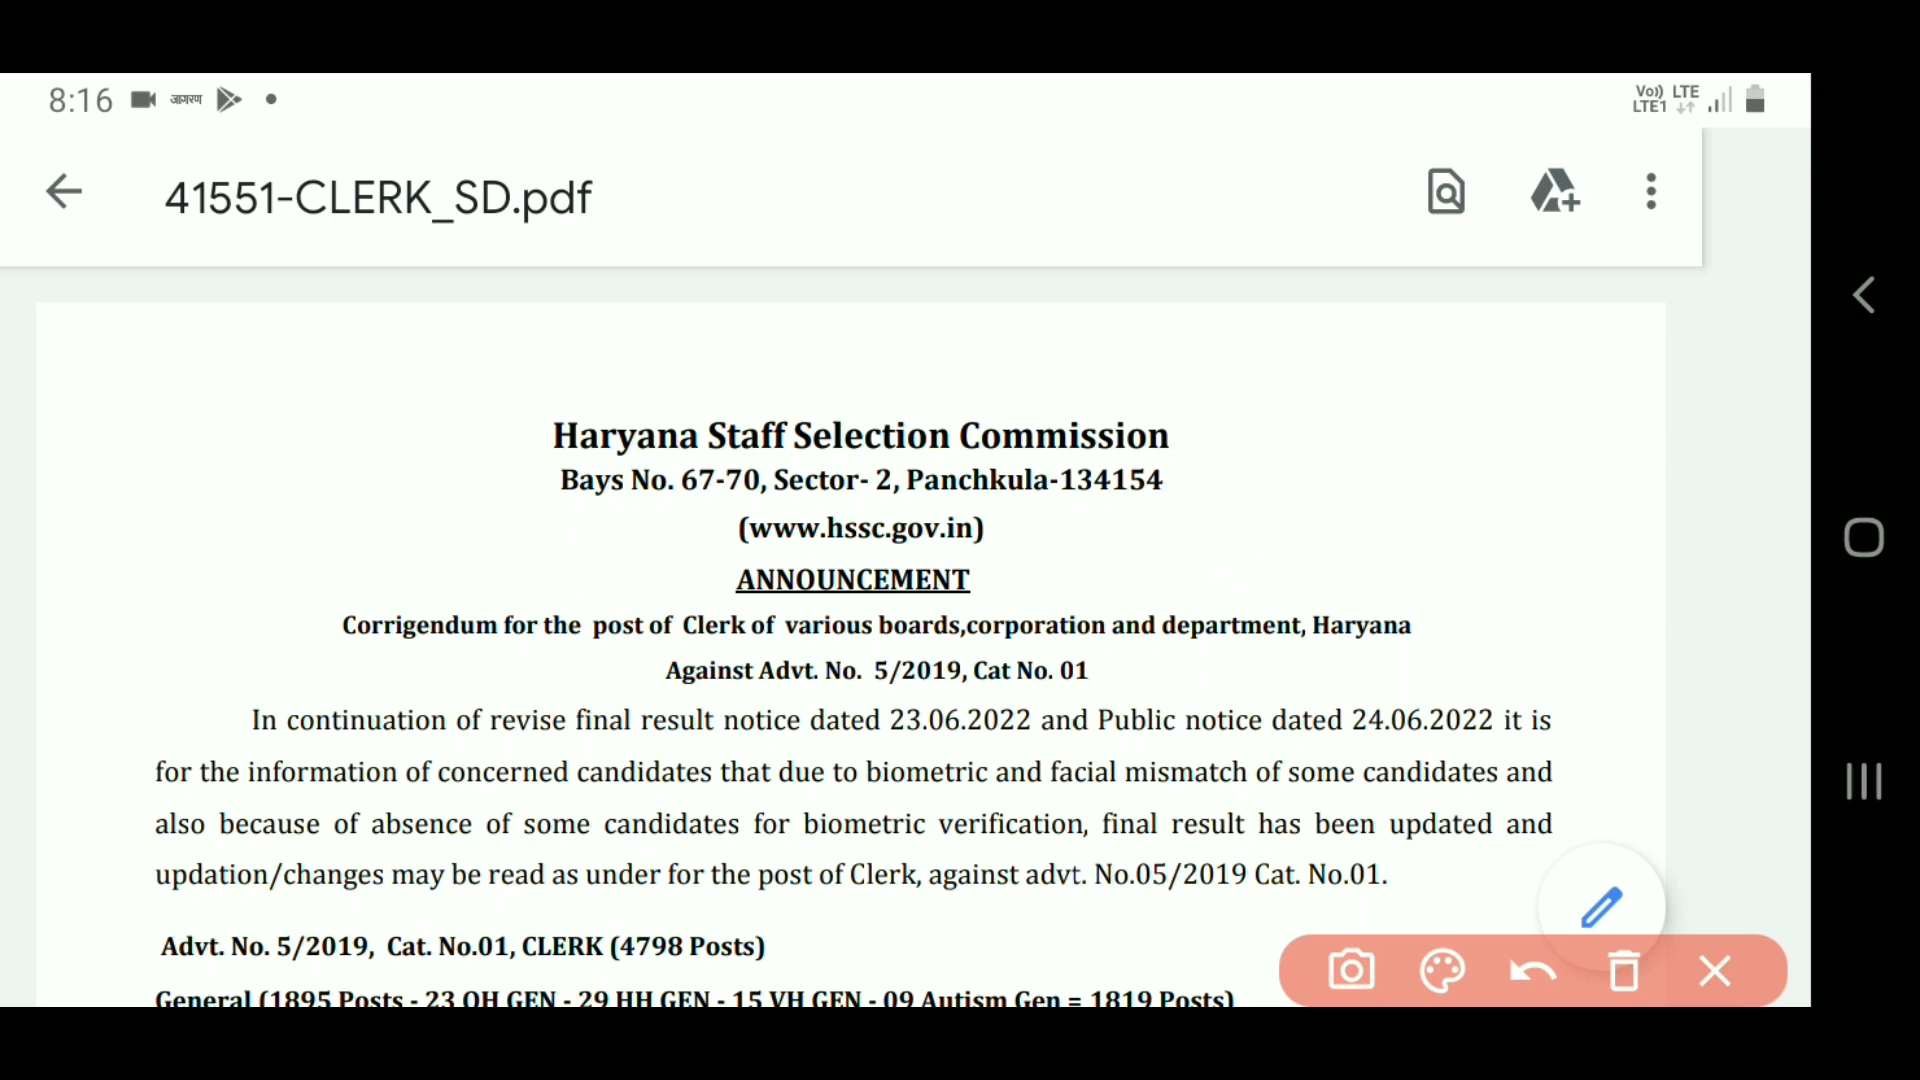 8:16 जागरण Vo)) LTE
LTE1
41551-CLERK_SD.pdf
Haryana Staff Selection Commission
Bays No. 67-70, Sector- 2, Panchkula-134154
(www.hssc.gov.in)
ANNOUNCEMENT
Corrigendum for the post of Clerk of various boards,corporation and department, Haryana
Against Advt. No. 5/2019, Cat No. 01
In continuation of revise final result notice dated 23.06.2022 and Public notice dated 24.06.2022 it is
for the information of concerned candidates that due to biometric and facial mismatch of some candidates and
also because of absence of some candidates for biometric verification, final result has been updated and
updation/changes may be read as under for the post of Clerk, against advt. No.05/2019 Cat. No.01.
Advt. No. 5/2019, Cat. No.01, CLERK (4798 Posts)
General (1895 Posts - 23 OH GEN - 29 HH GEN - 15 VH GEN - 09 Autism Gen = 1819 Posts)